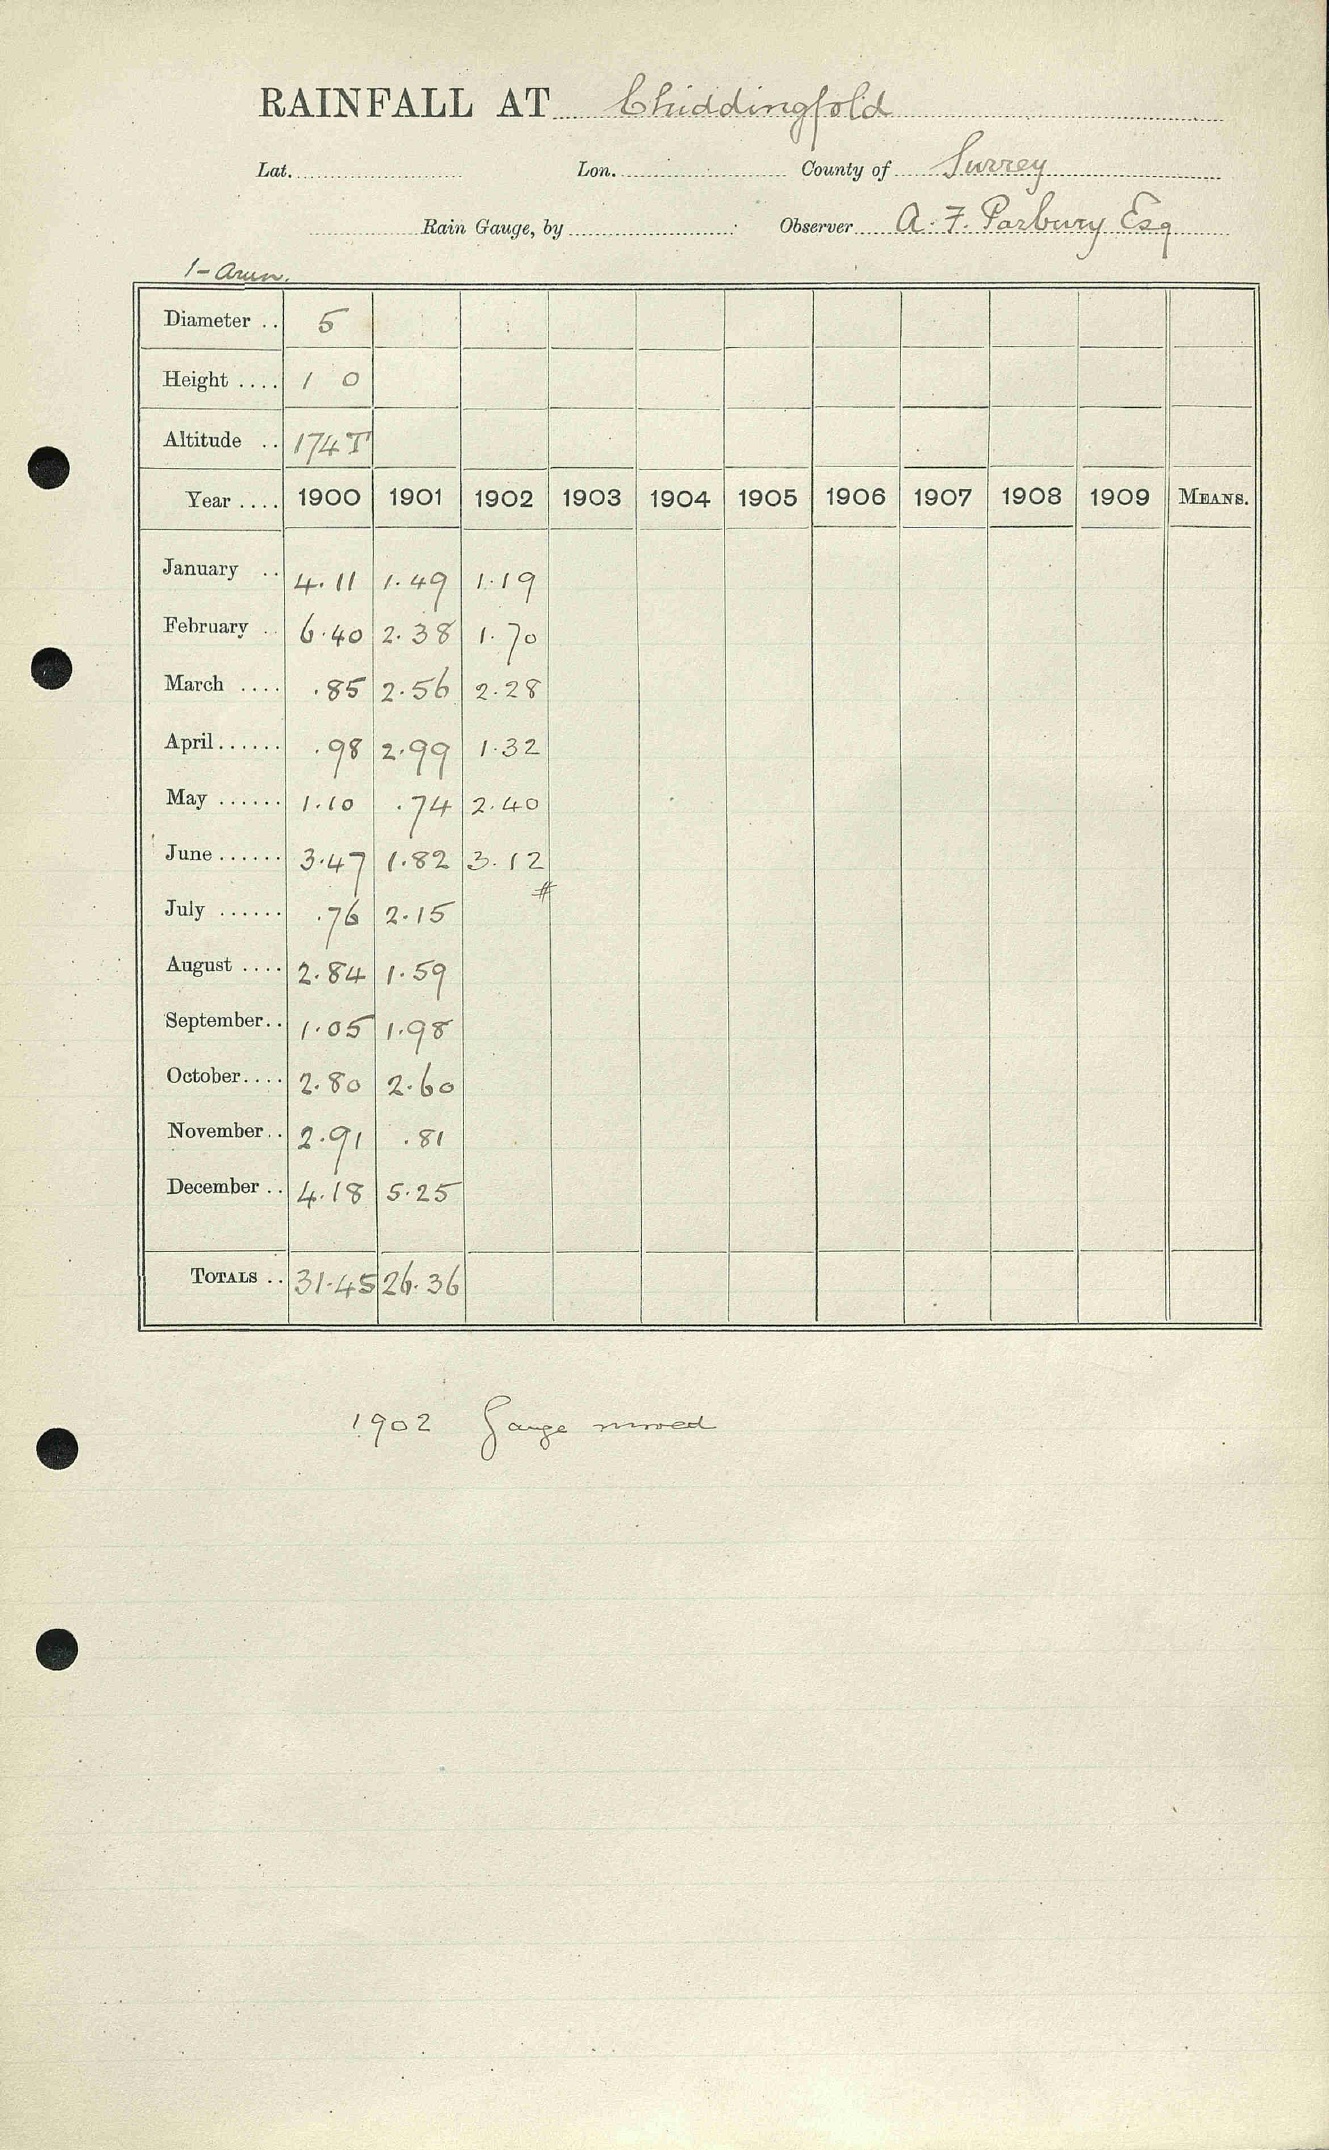 RAINFALL AT Chiddingfold
Lat. Lon. County of Surrey
Rain Gauge, by Observer A. F. Parbury Esq
1 - Arun.
Diameter .. 5
Height .... 1 0
Altitude .. 174 T
Year .... 1900 1901 1902 1903 1904 1905 1906 1907 1908 1909 MEANS.
January .. 4.11 1.49 1.19
February .. 6.40 2.38 1.70
March .... .85 2.56 2.28
April...... .98 2.99 1.32
May ...... 1.10 .74 2.40
June ...... 3.47 1.82 3.12
#
July ...... .76 2.15
August .... 2.84 1.59
September.. 1.05 1.98
October.... 2.80 2.60
November.. 2.91 .81
December .. 4.18 5.25
TOTALS .. 31.45 26.36
1902 Gauge moved